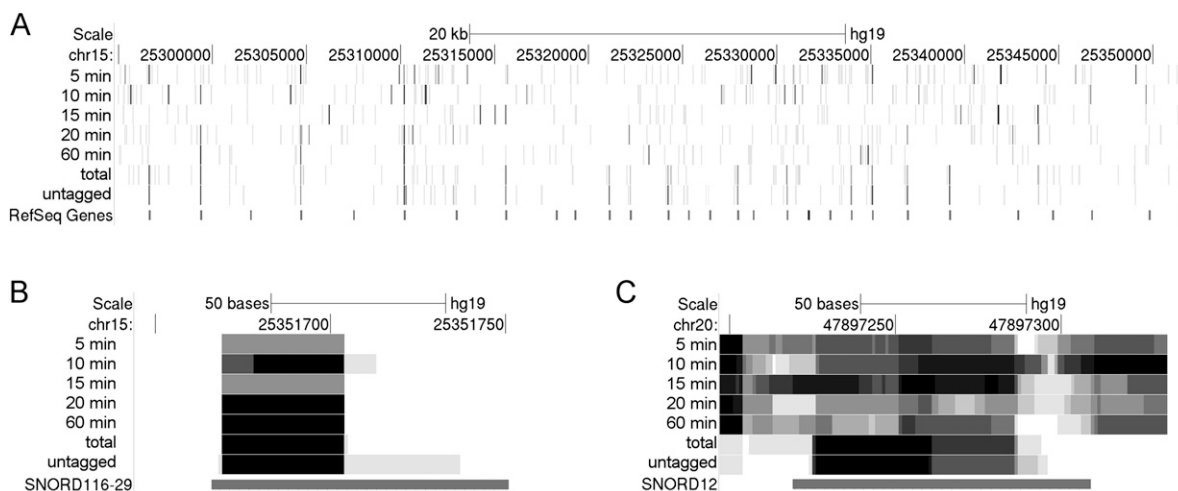 A
Scale 20 kb hg19
chr15: 25300000 25305000 25310000 25315000 25320000 25325000 25330000 25335000 25340000 25345000 25350000
5 min
10 min
15 min
20 min
60 min
total
untagged
RefSeq Genes
B
Scale 50 bases hg19
chr15: 25351700 25351750
5 min
10 min
15 min
20 min
60 min
total
untagged
SNORD116-29
C
Scale 50 bases hg19
chr20: 47897250 47897300
5 min
10 min
15 min
20 min
60 min
total
untagged
SNORD12